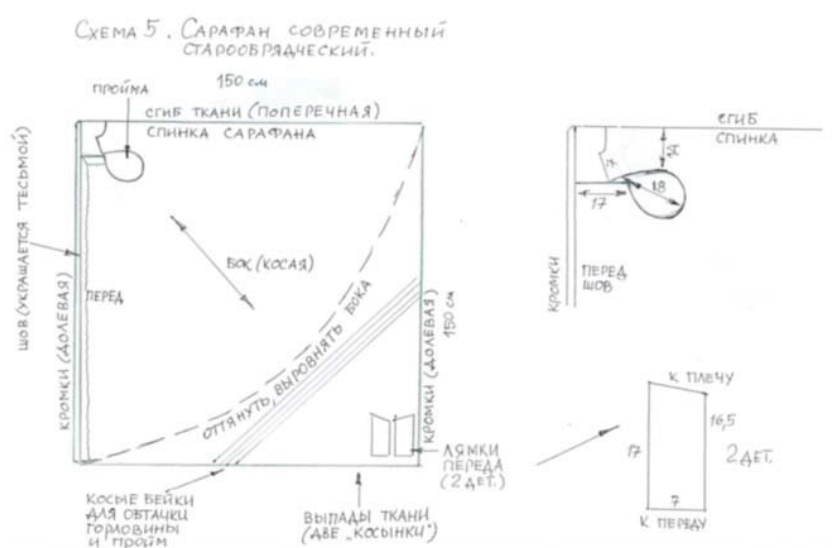 СХЕМА 5. САРАФАН СОВРЕМЕННЫЙ
СТАРООБРЯДЧЕСКИЙ.
150 см
ПРОЙМА
СГИБ ТКАНИ (ПОПЕРЕЧНАЯ)
СПИНКА САРАФАНА
ШОВ (УКРАШАЕТСЯ ТЕСЬМОЙ)
КРОМКИ (ДОЛЕВАЯ)
ПЕРЕД
БОК (КОСАЯ)
ОТТЯНУТЬ, ВЫРОВНЯТЬ БОКА
КРОМКИ (ДОЛЕВАЯ)
150 см
ЛЯМКИ
ПЕРЕДА
(2 ДЕТ.)
КОСЫЕ БЕЙКИ
ДЛЯ ОБТАЧКИ
ГОРЛОВИНЫ
И ПРОЙМ
ВЫПАДЫ ТКАНИ
(ДВЕ „КОСЫНКИ")
СГИБ
СПИНКА
17
18
КРОМКИ
ПЕРЕД
ШОВ
К ПЛЕЧУ
17
16,5
2 ДЕТ.
7
К ПЕРЕДУ